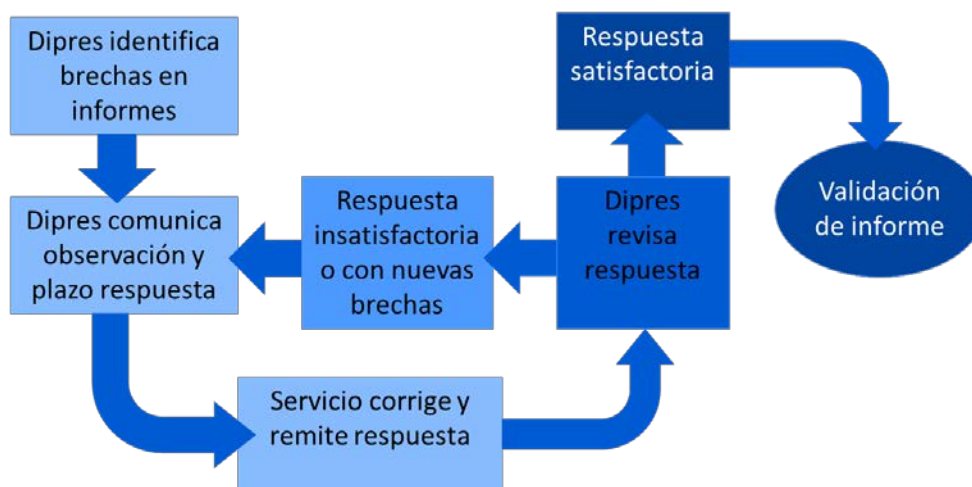 Dipres identifica
brechas en
informes
Dipres comunica
observación y
plazo respuesta
Servicio corrige y
remite respuesta
Dipres
revisa
respuesta
Respuesta
insatisfactoria
o con nuevas
brechas
Respuesta
satisfactoria
Validación
de informe